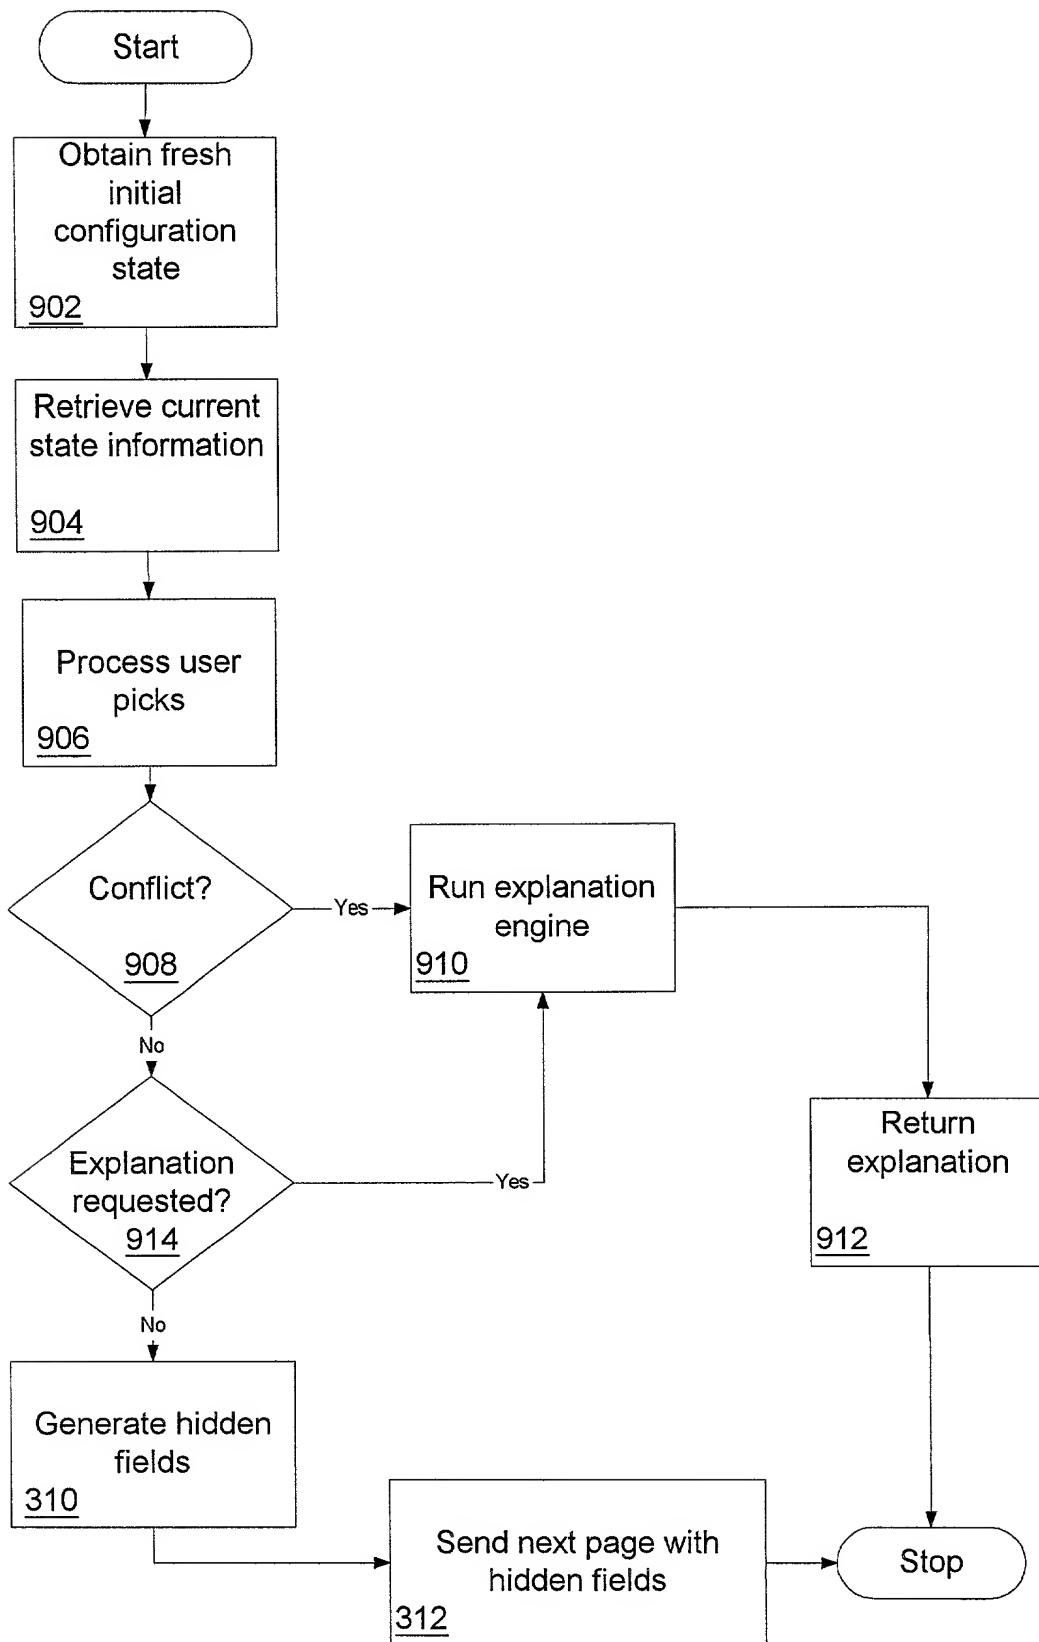 Start
Obtain fresh
initial
configuration
state
902
Retrieve current
state information
904
Process user
picks
906
Conflict?
908
Yes
Run explanation
engine
910
No
Explanation
requested?
914
Yes
Return
explanation
912
No
Generate hidden
fields
310
Send next page with
hidden fields
312
Stop